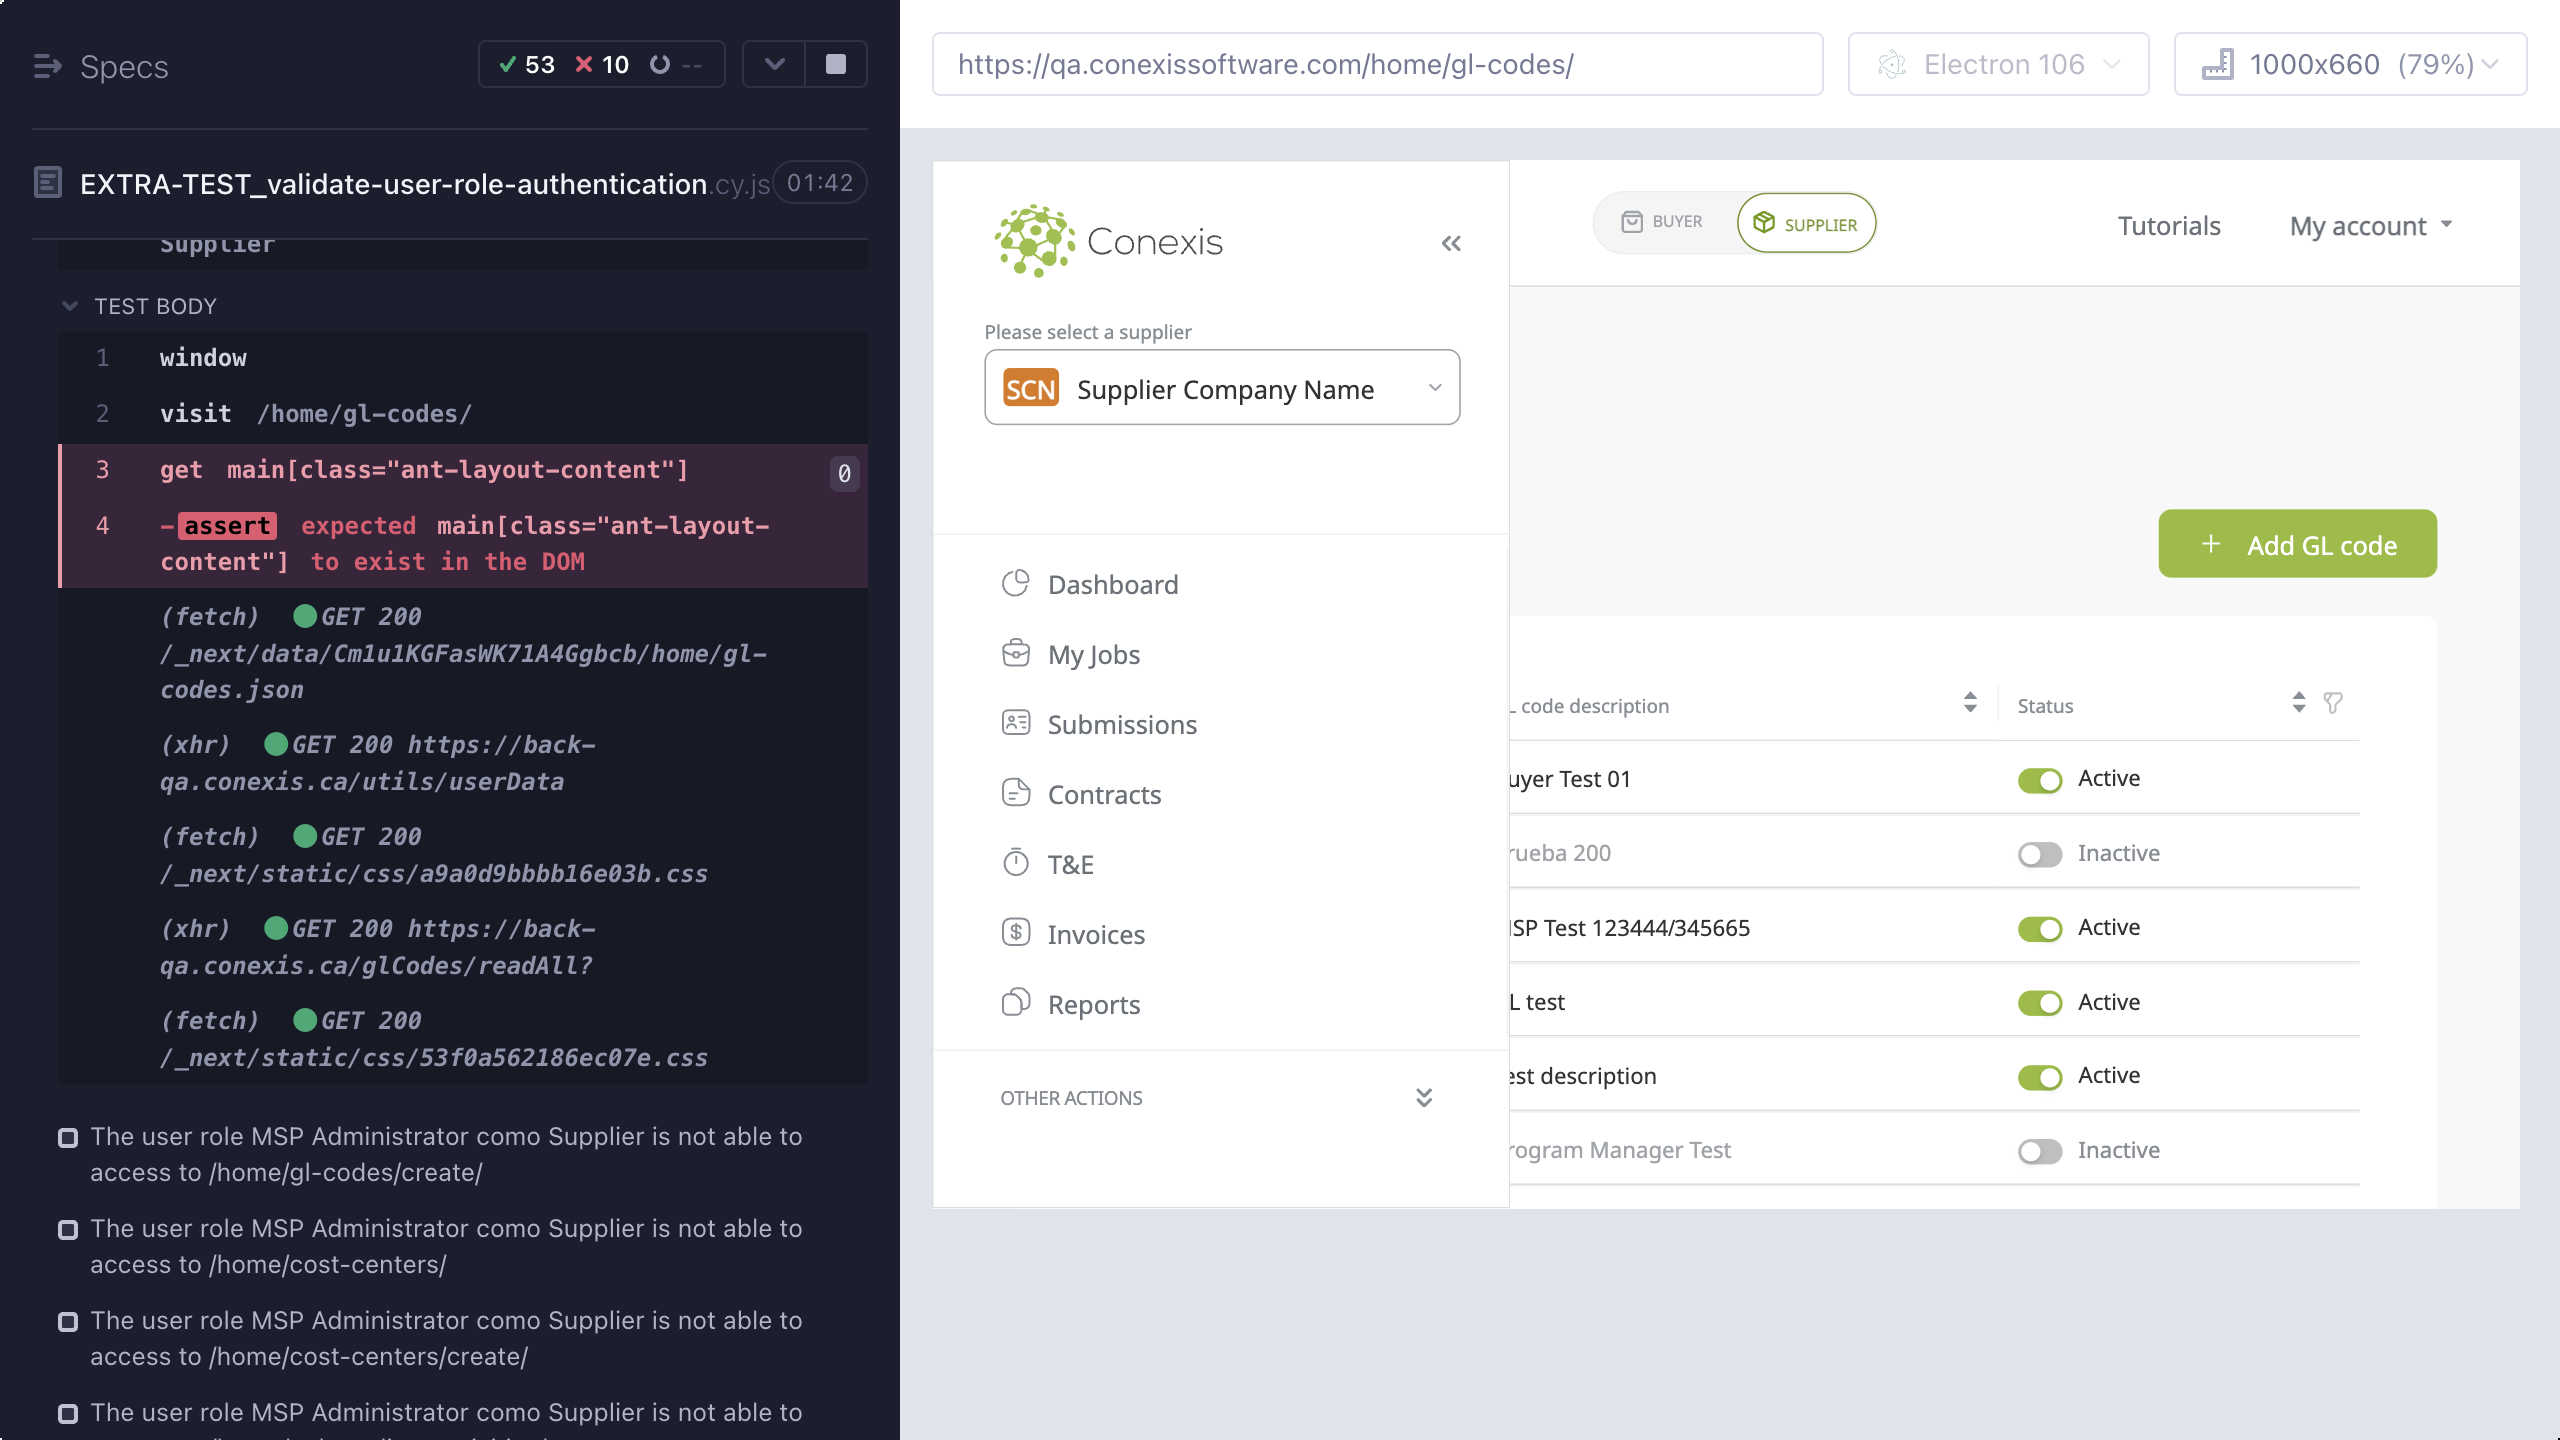 Specs
53
10
--
EXTRA-TEST_validate-user-role-authentication.cy.js
01:42
Supplier
TEST BODY
1 window
2 visit /home/gl-codes/
3 get main[class="ant-layout-content"]
0
4 -assert expected main[class="ant-layout-
content"] to exist in the DOM
(fetch) GET 200
/_next/data/Cm1u1KGFasWK71A4Ggbcb/home/gl-
codes.json
(xhr) GET 200 https://back-
qa.conexis.ca/utils/userData
(fetch) GET 200
/_next/static/css/a9a0d9bbbb16e03b.css
(xhr) GET 200 https://back-
qa.conexis.ca/glCodes/readAll?
(fetch) GET 200
/_next/static/css/53f0a562186ec07e.css
The user role MSP Administrator como Supplier is not able to
access to /home/gl-codes/create/
The user role MSP Administrator como Supplier is not able to
access to /home/cost-centers/
The user role MSP Administrator como Supplier is not able to
access to /home/cost-centers/create/
The user role MSP Administrator como Supplier is not able to
https://qa.conexissoftware.com/home/gl-codes/
Electron 106
1000x660 (79%)
Conexis
BUYER
SUPPLIER
Tutorials
My account
Please select a supplier
SCN Supplier Company Name
Dashboard
My Jobs
Submissions
Contracts
T&E
Invoices
Reports
OTHER ACTIONS
+ Add GL code
L code description
Status
uyer Test 01
Active
rueba 200
Inactive
SP Test 123444/345665
Active
L test
Active
est description
Active
rogram Manager Test
Inactive